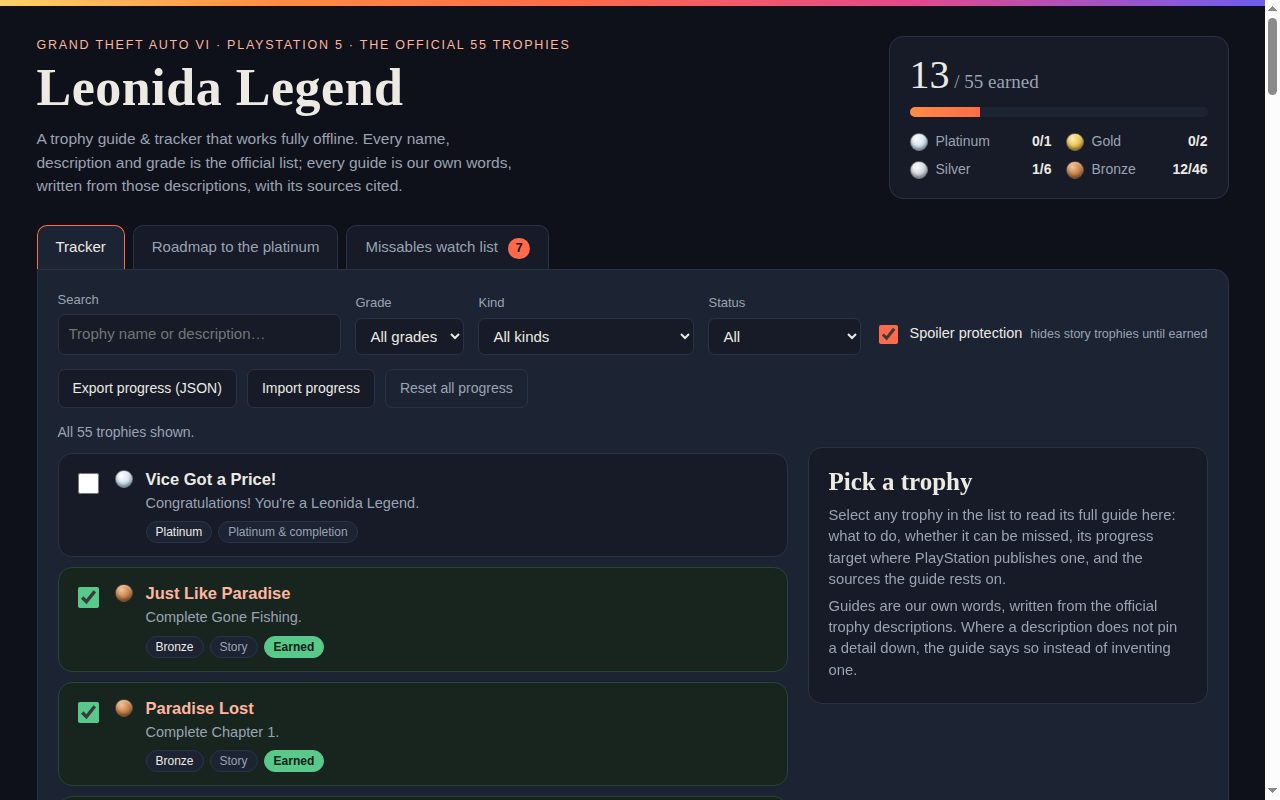 GRAND THEFT AUTO VI · PLAYSTATION 5 · THE OFFICIAL 55 TROPHIES
Leonida Legend
A trophy guide & tracker that works fully offline. Every name,
description and grade is the official list; every guide is our own words,
written from those descriptions, with its sources cited.
13 / 55 earned
Platinum 0/1 Gold 0/2
Silver 1/6 Bronze 12/46
Tracker Roadmap to the platinum Missables watch list 7
Search Grade Kind Status
Trophy name or description… All grades All kinds All Spoiler protection hides story trophies until earned
Export progress (JSON) Import progress Reset all progress
All 55 trophies shown.
Vice Got a Price!
Congratulations! You're a Leonida Legend.
Platinum Platinum & completion
Just Like Paradise
Complete Gone Fishing.
Bronze Story Earned
Paradise Lost
Complete Chapter 1.
Bronze Story Earned
Pick a trophy
Select any trophy in the list to read its full guide here:
what to do, whether it can be missed, its progress
target where PlayStation publishes one, and the
sources the guide rests on.
Guides are our own words, written from the official
trophy descriptions. Where a description does not pin
a detail down, the guide says so instead of inventing
one.